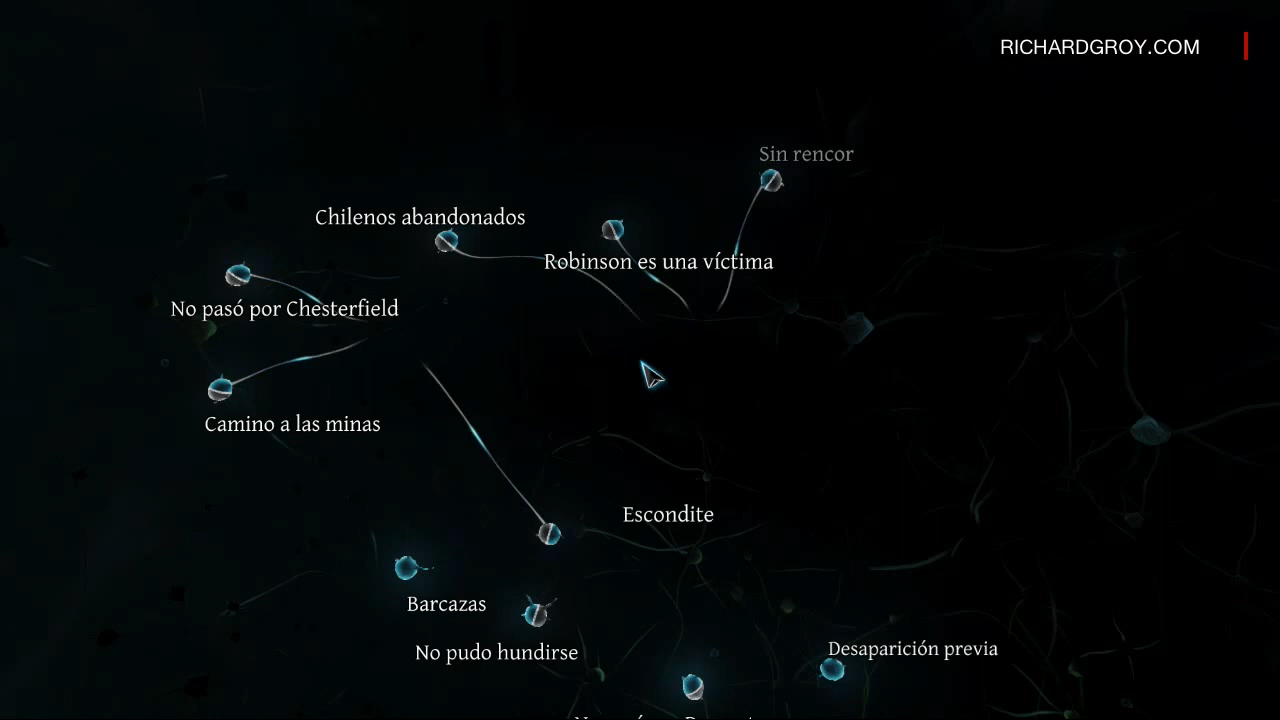 RICHARDGROY.COM
Sin rencor
Chilenos abandonados
Robinson es una víctima
No pasó por Chesterfield
Camino a las minas
Escondite
Barcazas
No pudo hundirse
Desaparición previa